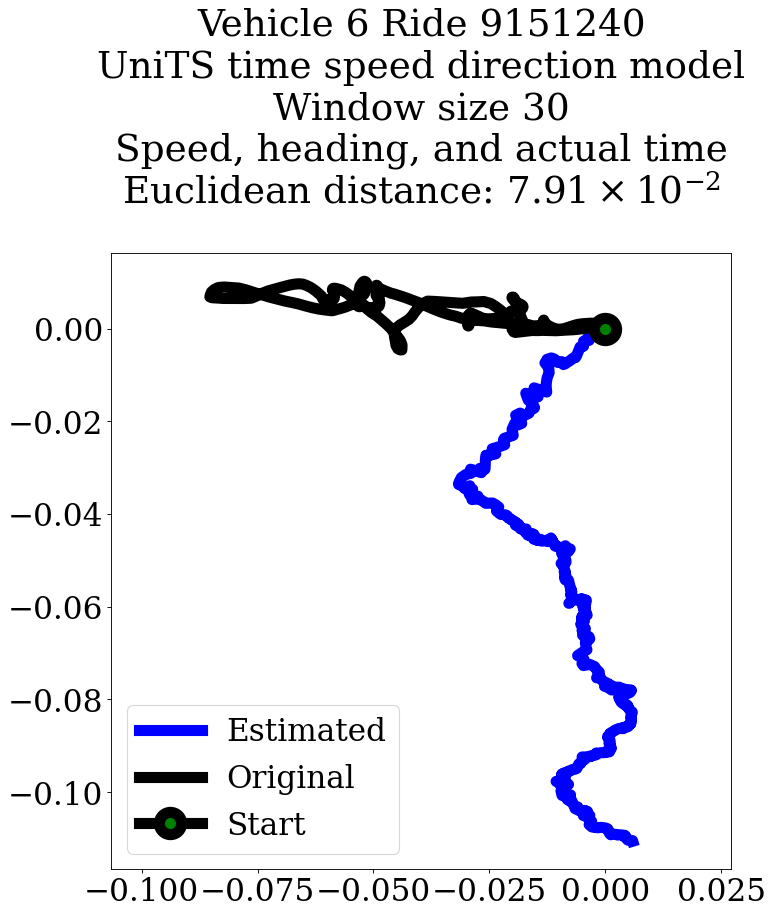 Vehicle 6 Ride 9151240
UniTS time speed direction model
Window size 30
Speed, heading, and actual time
Euclidean distance: 7.91 × 10⁻²
0.00
−0.02
−0.04
−0.06
−0.08
−0.10
Estimated
Original
Start
−0.100 −0.075 −0.050 −0.025 0.000 0.025